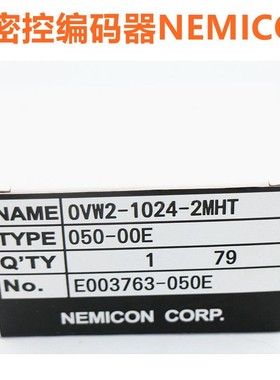 密控编码器NEMICO
NAME OVW2-1024-2MHT
TYPE 050-00E
Q'TY 1 79
No. E003763-050E
NEMICON CORP.